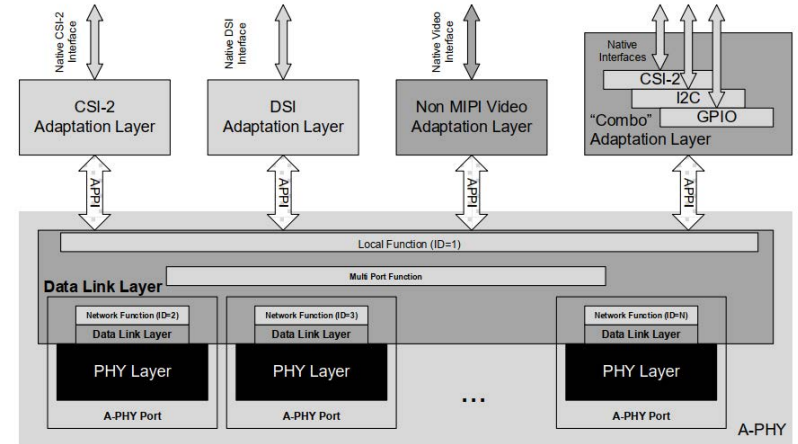 Native CSI-2
Interface
Native DSI
Interface
Native Video
Interface
Native
Interfaces
CSI-2
Adaptation Layer
DSI
Adaptation Layer
Non MIPI Video
Adaptation Layer
CSI-2
I2C
GPIO
“Combo”
Adaptation Layer
APPI
APPI
APPI
APPI
Local Function (ID=1)
Multi Port Function
Data Link Layer
Network Function (ID=2)
Data Link Layer
PHY Layer
A-PHY Port
Network Function (ID=3)
Data Link Layer
PHY Layer
A-PHY Port
...
Network Function (ID=N)
Data Link Layer
PHY Layer
A-PHY Port
A-PHY